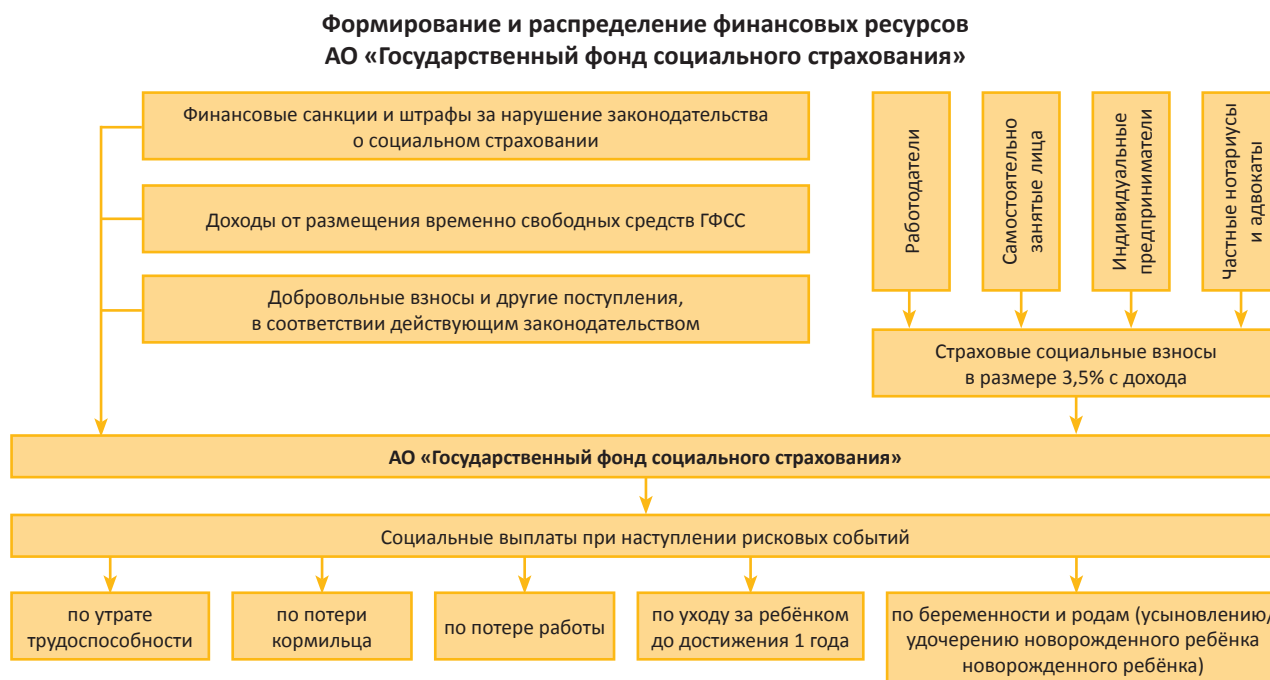 Формирование и распределение финансовых ресурсов
АО «Государственный фонд социального страхования»
Финансовые санкции и штрафы за нарушение законодательства
о социальном страховании
Доходы от размещения временно свободных средств ГФСС
Добровольные взносы и другие поступления,
в соответствии действующим законодательством
Работодатели
Самостоятельно
занятые лица
Индивидуальные
предприниматели
Частные нотариусы
и адвокаты
Страховые социальные взносы
в размере 3,5% с дохода
АО «Государственный фонд социального страхования»
Социальные выплаты при наступлении рисковых событий
по утрате
трудоспособности
по потери
кормильца
по потере работы
по уходу за ребёнком
до достижения 1 года
по беременности и родам (усыновлению/
удочерению новорожденного ребёнка
новорожденного ребёнка)